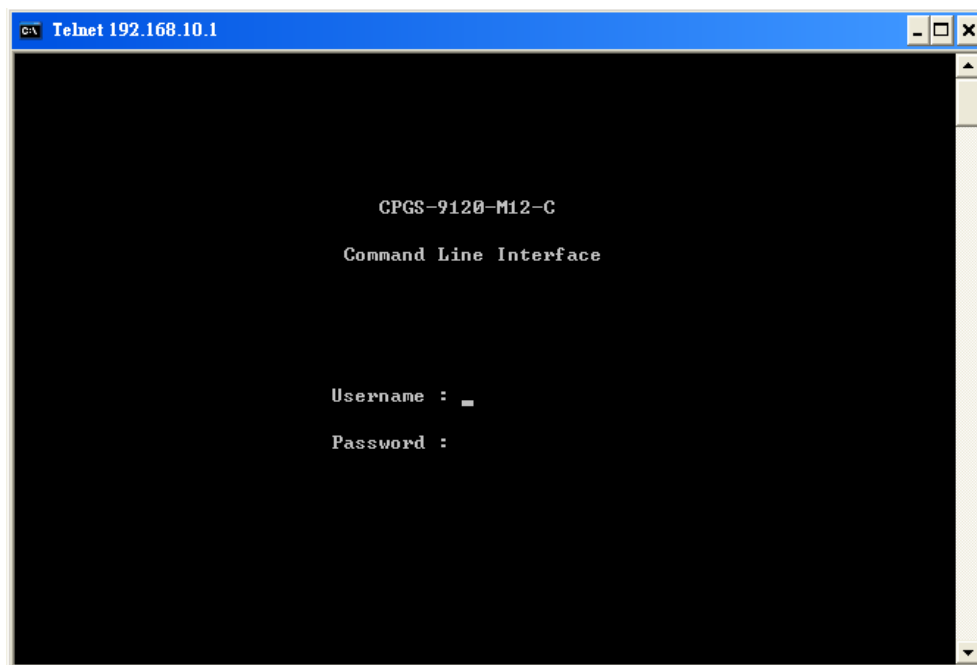 Telnet 192.168.10.1
CPGS-9120-M12-C
Command Line Interface
Username : _
Password :